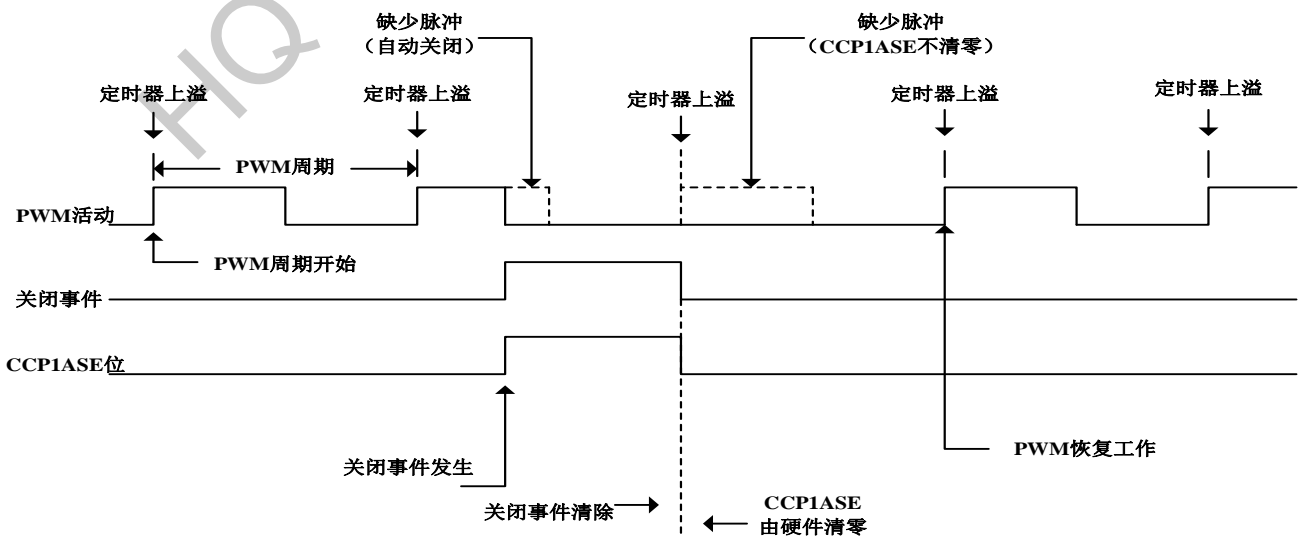 缺少脉冲
（自动关闭）
缺少脉冲
（CCP1ASE不清零）
定时器上溢
定时器上溢
定时器上溢
定时器上溢
定时器上溢
HQ
PWM周期
PWM活动
PWM周期开始
关闭事件
CCP1ASE位
关闭事件发生
PWM恢复工作
关闭事件清除
CCP1ASE
由硬件清零